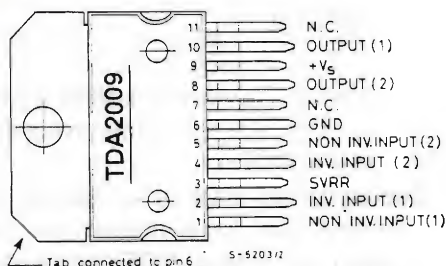 11 N.C.
10 OUTPUT (1)
9 +Vs
8 OUTPUT (2)
7 N.C.
6 GND
5 NON INV.INPUT(2)
4 INV. INPUT (2)
3 SVRR
2 INV. INPUT (1)
1 NON INV.INPUT(1)
TDA2009
Tab connected to pin 6
S-5203/2